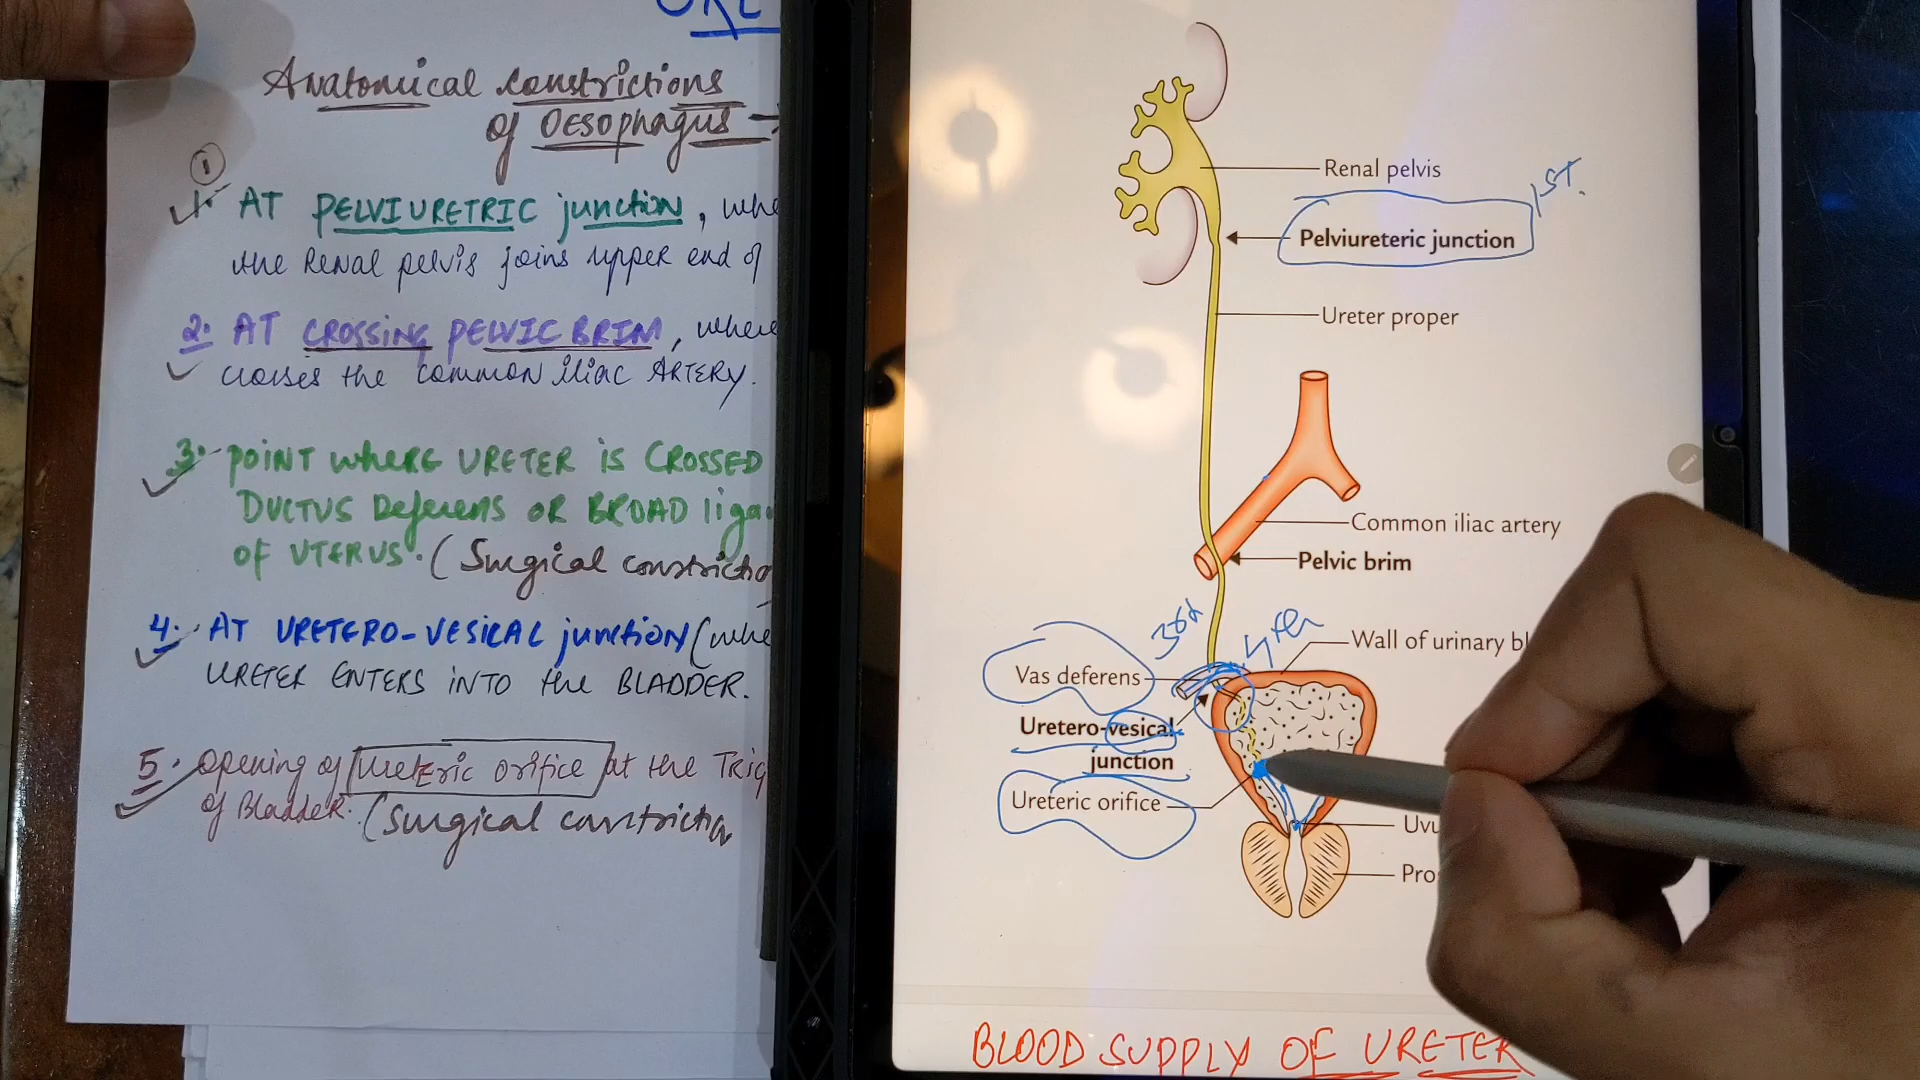 URE
Anatomical constrictions
of OESophagus →
1
1. AT PELVIURETRIC junction, whe
the Renal pelvis joins upper end of
2. AT CROSSING PELVIC BRIM, where
crosses the common iliac ARTERY.
3. POINT where URETER is CROSSED
DUCTUS Deferens OR BROAD liga
OF UTERUS. (Surgical constrictio
4. AT URETERO-VESICAL junction (whe
URETER ENTERS INTO the BLADDER.
5. Opening of Ureteric orifice at the Trig
of Bladder. (Surgical constrictio
Renal pelvis
1ST.
Pelviureteric junction
Ureter proper
Common iliac artery
Pelvic brim
3rd
4th
Wall of urinary bl
Vas deferens
Uretero-vesical
junction
Ureteric orifice
Uvu
Pro
BLOOD SUPPLY OF URETER